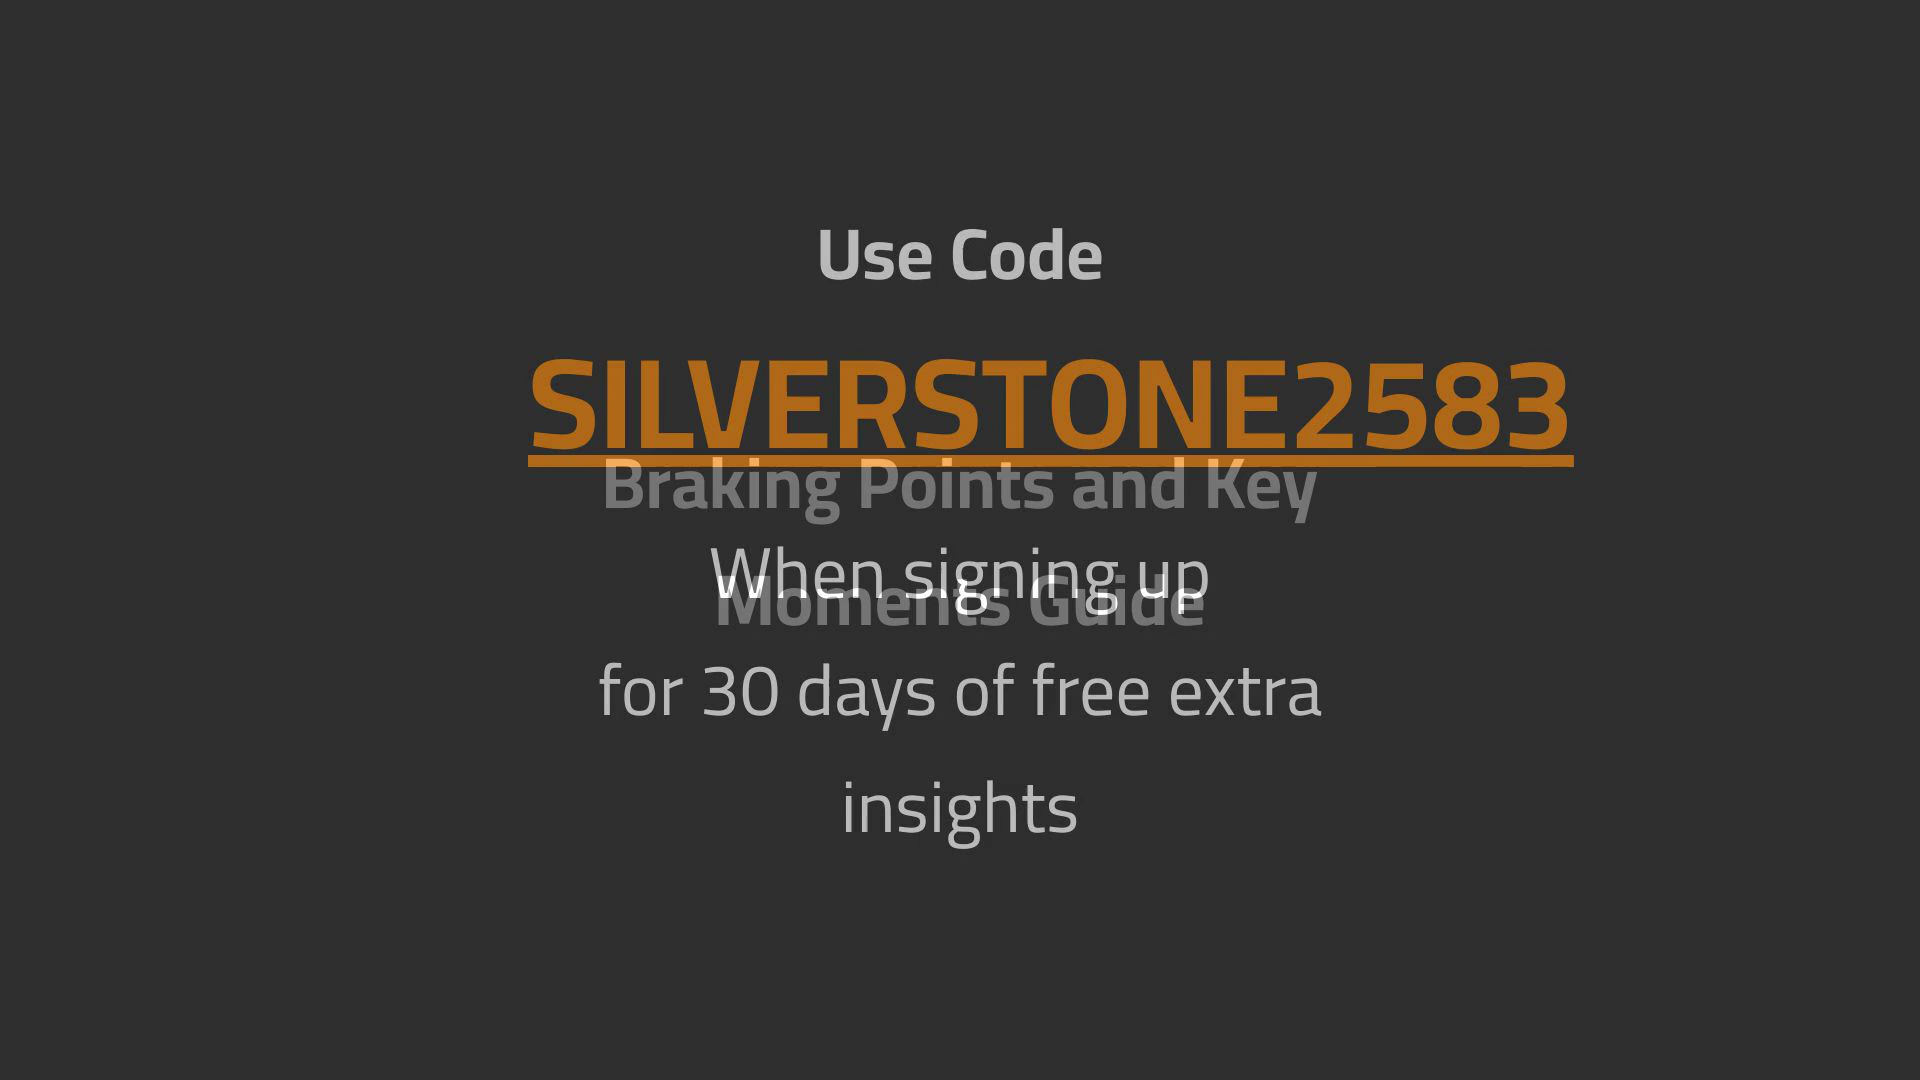 Use Code
SILVERSTONE2583
Braking Points and Key
When signing up
Moments Guide
for 30 days of free extra
insights